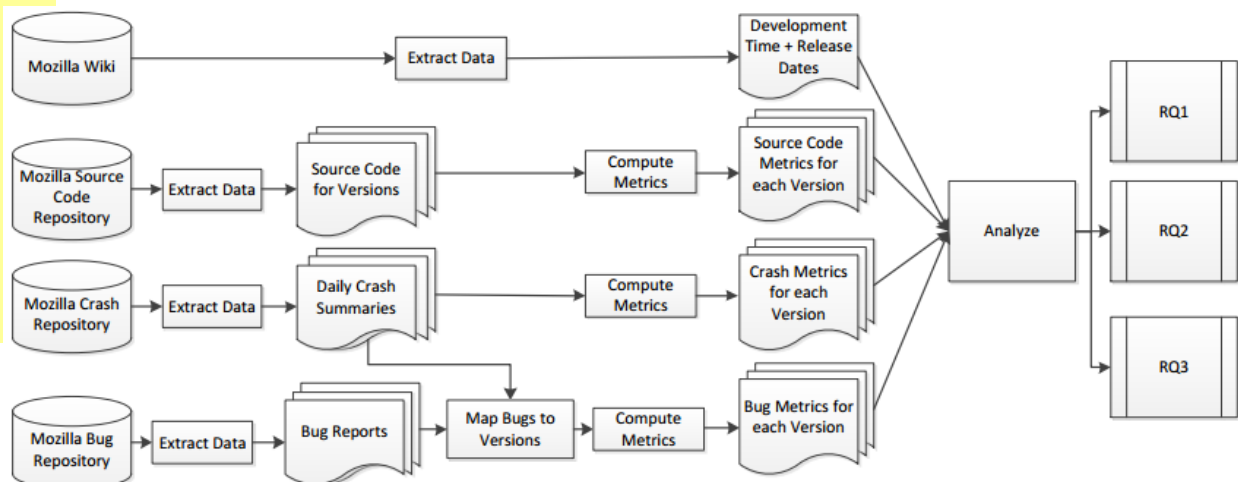 Mozilla Wiki
Extract Data
Development
Time + Release
Dates
Mozilla Source
Code
Repository
Extract Data
Source Code
for Versions
Compute
Metrics
Source Code
Metrics for
each Version
Mozilla Crash
Repository
Extract Data
Daily Crash
Summaries
Compute
Metrics
Crash Metrics
for each
Version
Mozilla Bug
Repository
Extract Data
Bug Reports
Map Bugs to
Versions
Compute
Metrics
Bug Metrics for
each Version
Analyze
RQ1
RQ2
RQ3